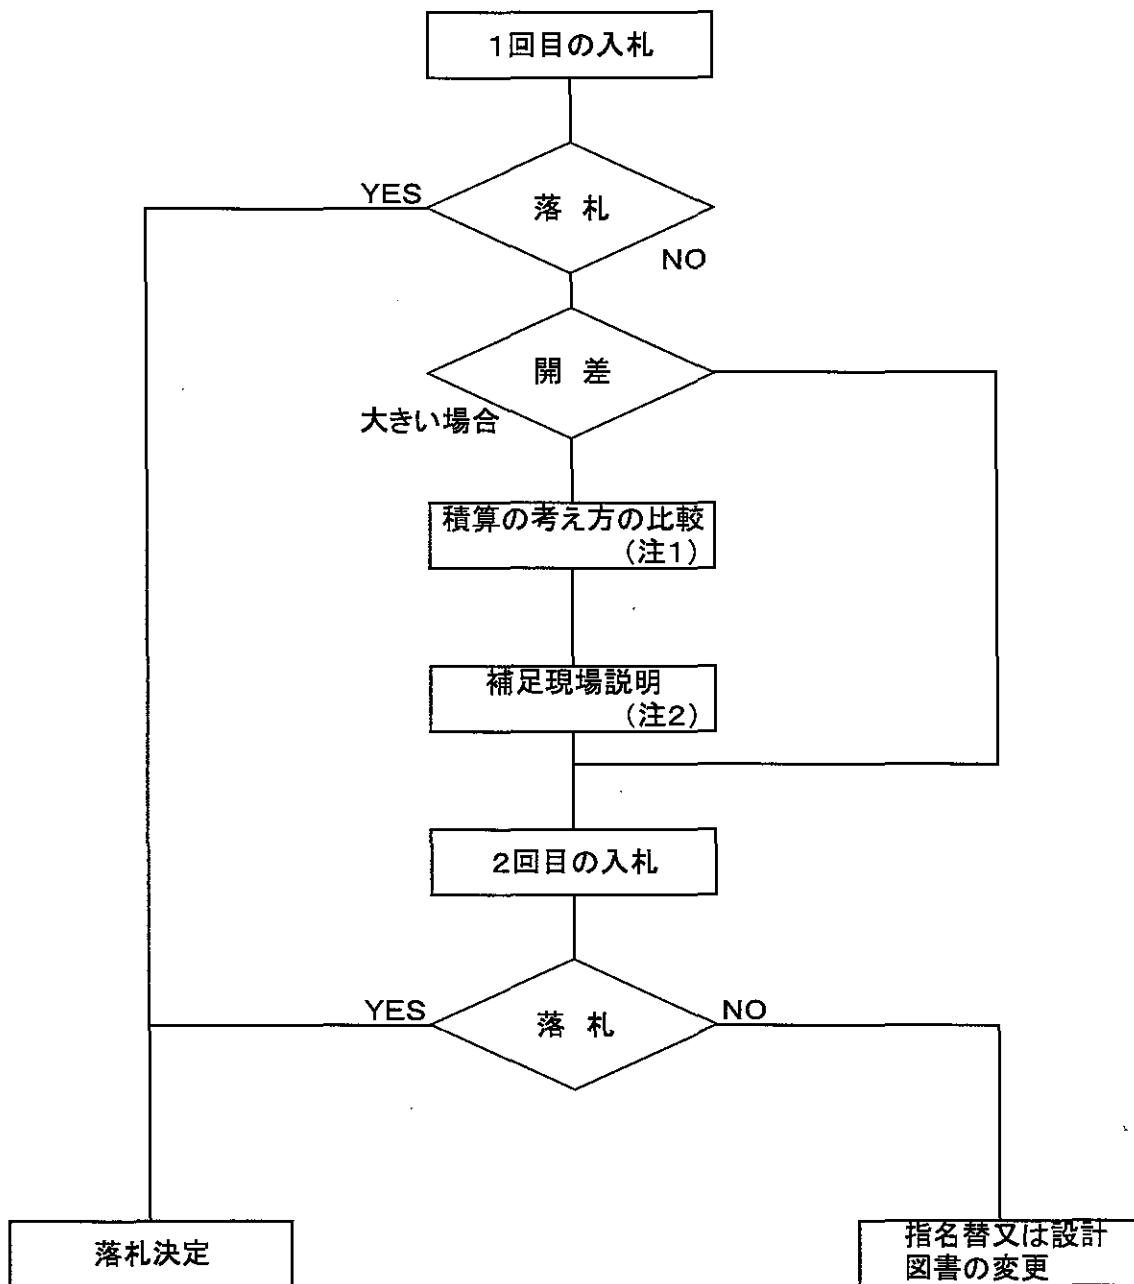 1回目の入札
YES
落 札
NO
開 差
大きい場合
積算の考え方の比較
(注1)
補足現場説明
(注2)
2回目の入札
YES
落 札
NO
落札決定
指名替又は設計
図書の変更